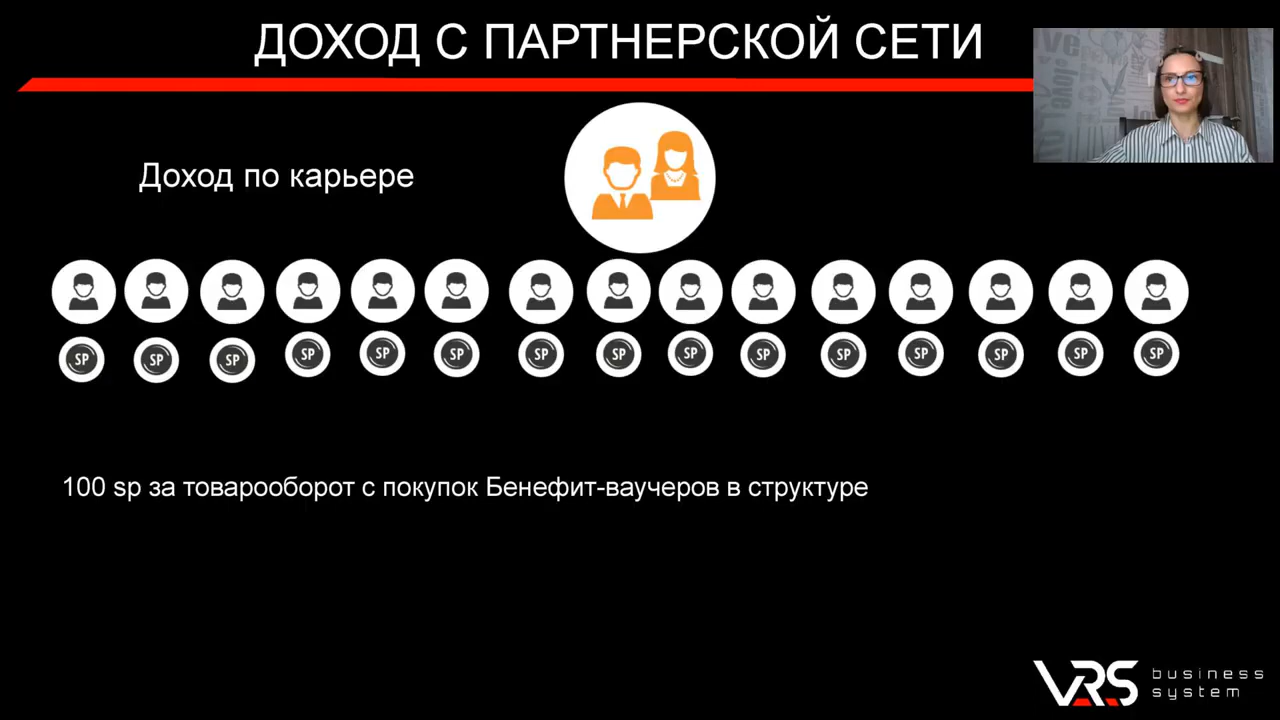 ДОХОД С ПАРТНЕРСКОЙ СЕТИ
Доход по карьере
SP SP SP SP SP SP SP SP SP SP SP SP SP SP SP
100 sp за товарооборот с покупок Бенефит-ваучеров в структуре
VRS business system